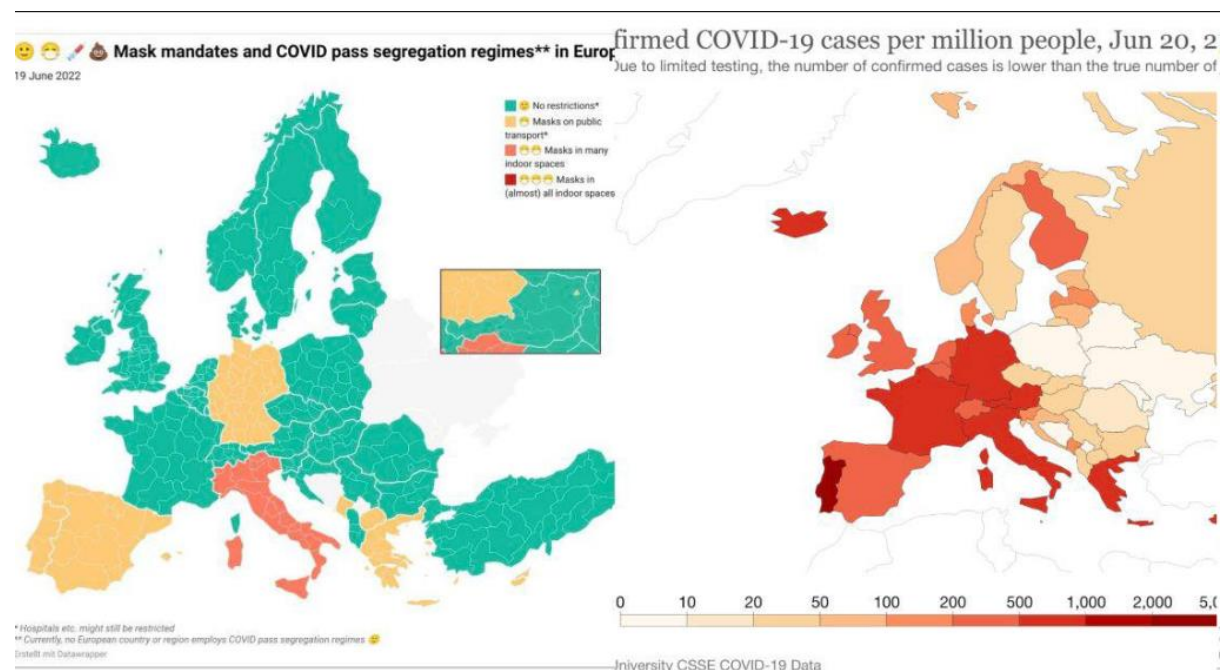 🙂 😷 💉 💩 Mask mandates and COVID pass segregation regimes** in Europ
19 June 2022
🙂 No restrictions*
😷 Masks on public
transport*
😷😷 Masks in many
indoor spaces
😷😷😷 Masks in
(almost) all indoor spaces
* Hospitals etc. might still be restricted
** Currently, no European country or region employs COVID pass segregation regimes 🙂
Erstellt mit Datawrapper
firmed COVID-19 cases per million people, Jun 20, 2
Due to limited testing, the number of confirmed cases is lower than the true number of
0 10 20 50 100 200 500 1,000 2,000 5,0
University CSSE COVID-19 Data